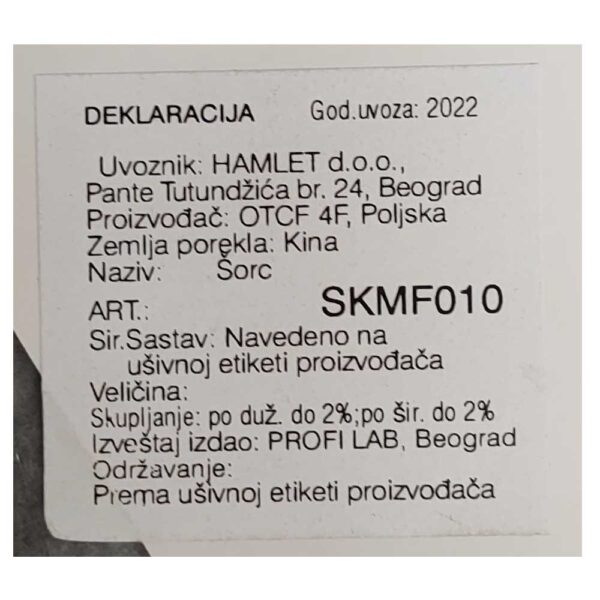 DEKLARACIJA God.uvoza: 2022
Uvoznik: HAMLET d.o.o.,
Pante Tutundžića br. 24, Beograd
Proizvođač: OTCF 4F, Poljska
Zemlja porekla: Kina
Naziv: Šorc
ART.: SKMF010
Sir.Sastav: Navedeno na
ušivnoj etiketi proizvođača
Veličina:
Skupljanje: po duž. do 2%;po šir. do 2%
Izveštaj izdao: PROFI LAB, Beograd
Održavanje:
Prema ušivnoj etiketi proizvođača